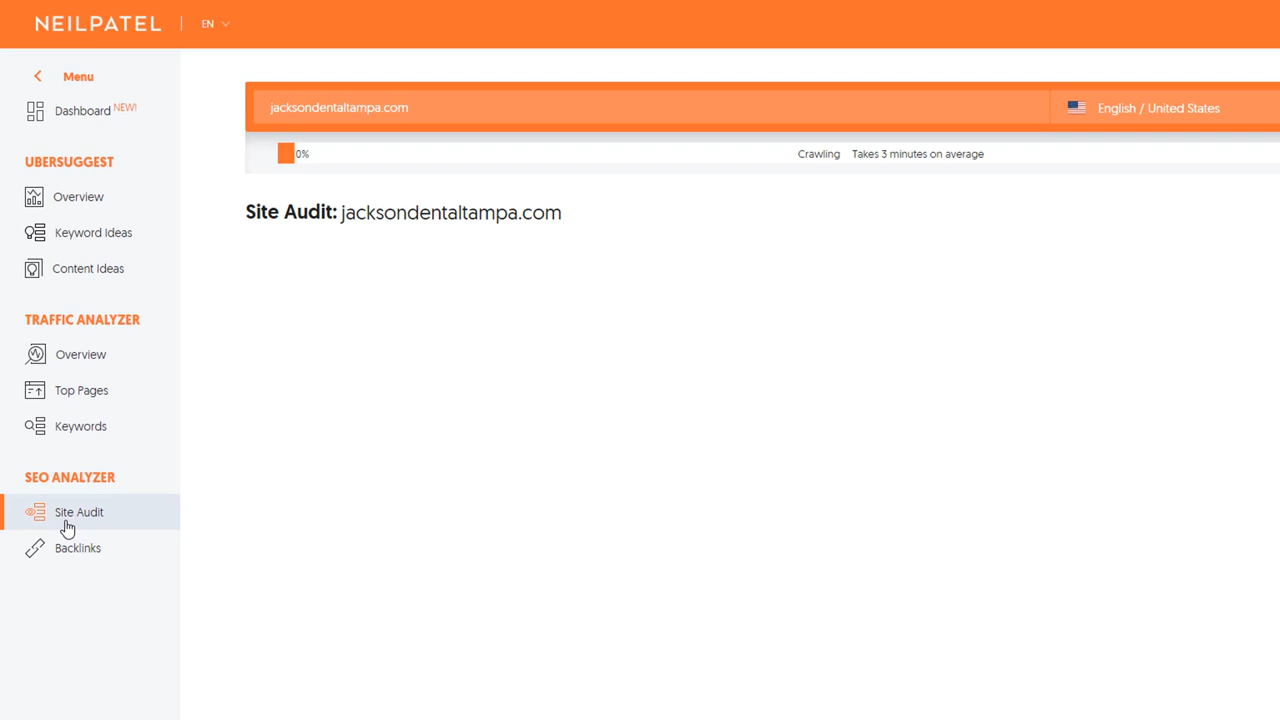 NEILPATEL
EN
Menu
Dashboard NEW!
UBERSUGGEST
Overview
Keyword Ideas
Content Ideas
TRAFFIC ANALYZER
Overview
Top Pages
Keywords
SEO ANALYZER
Site Audit
Backlinks
jacksondentaltampa.com
English / United States
0%
Crawling Takes 3 minutes on average
Site Audit: jacksondentaltampa.com